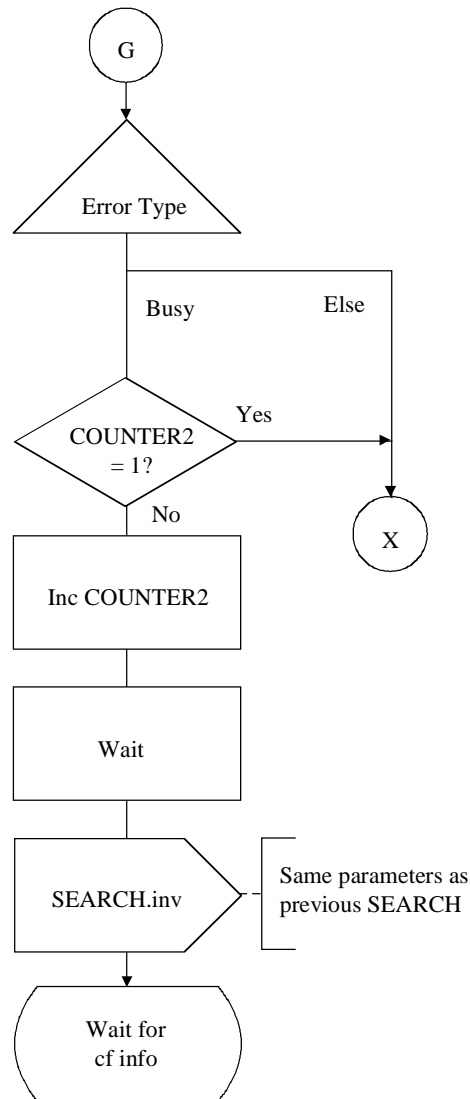 G
Error Type
Busy
Else
COUNTER2
= 1?
Yes
No
X
Inc COUNTER2
Wait
SEARCH.inv
Same parameters as
previous SEARCH
Wait for
cf info